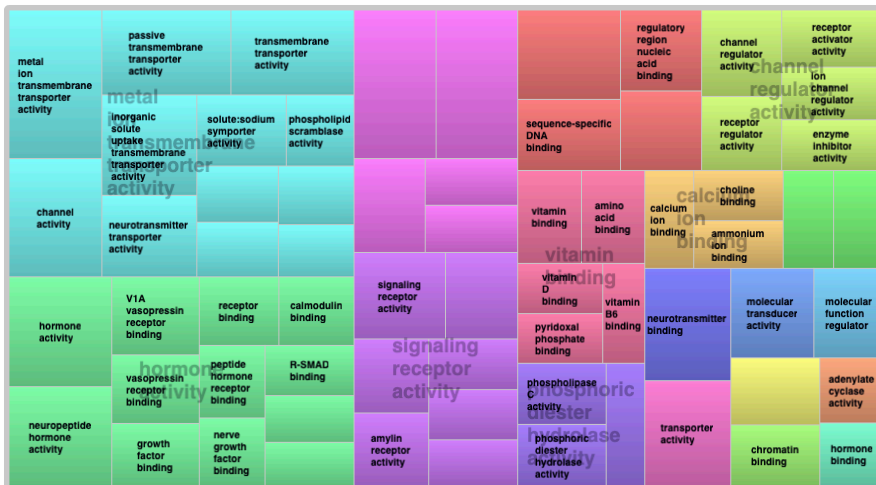 metal
ion
transmembrane
transporter
activity
passive
transmembrane
transporter
activity
transmembrane
transporter
activity
metal
ion
transmembrane
transporter
activity
inorganic
solute
uptake
transmembrane
transporter
activity
solute:sodium
symporter
activity
phospholipid
scramblase
activity
channel
activity
neurotransmitter
transporter
activity
hormone
activity
V1A
vasopressin
receptor
binding
receptor
binding
calmodulin
binding
hormone
activity
vasopressin
receptor
binding
peptide
hormone
receptor
binding
R-SMAD
binding
neuropeptide
hormone
activity
growth
factor
binding
nerve
growth
factor
binding
signaling
receptor
activity
signaling
receptor
activity
amylin
receptor
activity
regulatory
region
nucleic
acid
binding
sequence-specific
DNA
binding
channel
regulator
activity
receptor
activator
activity
channel
regulator
activity
ion
channel
regulator
activity
receptor
regulator
activity
enzyme
inhibitor
activity
vitamin
binding
amino
acid
binding
vitamin
binding
vitamin
D
binding
vitamin
B6
binding
pyridoxal
phosphate
binding
calcium
ion
binding
choline
binding
calcium
ion
binding
ammonium
ion
binding
phospholipase
C
activity
phosphoric
diester
hydrolase
activity
phosphoric
diester
hydrolase activity
neurotransmitter
binding
molecular
transducer
activity
molecular
function
regulator
transporter
activity
adenylate
cyclase
activity
chromatin
binding
hormone
binding